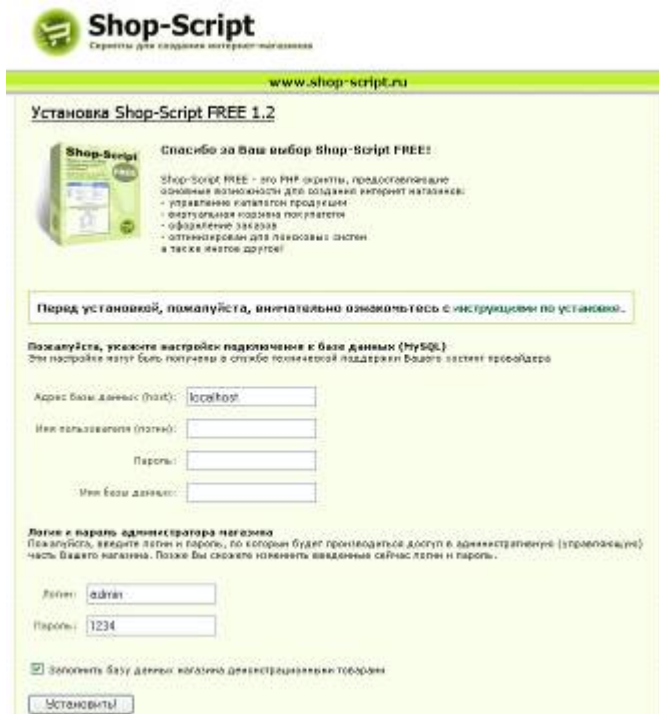 Shop-Script
Скрипты для создания интернет-магазинов
www.shop-script.ru
Установка Shop-Script FREE 1.2
Shop-Script
FREE
Спасибо за Ваш выбор Shop-Script FREE!
Shop-Script FREE - это PHP скрипты, предоставляющие
основные возможности для создания интернет магазинов:
- управление каталогом продукции
- виртуальная корзина покупателя
- оформление заказов
- оптимизирован для поисковых систем
а также многое другое!
Перед установкой, пожалуйста, внимательно ознакомьтесь с инструкциями по установке.
Пожалуйста, укажите настройки подключения к базе данных (MySQL)
Эти настройки могут быть получены в службе технической поддержки Вашего хостинг провайдера
Адрес базы данных (host): localhost
Имя пользователя (логин):
Пароль:
Имя базы данных:
Логин и пароль администратора магазина
Пожалуйста, введите логин и пароль, по которым будет производиться доступ в административную (управляющую)
часть Вашего магазина. Позже Вы сможете изменить введенные сейчас логин и пароль.
Логин: admin
Пароль: 1234
Заполнить базу данных магазина демонстрационными товарами
Установить!